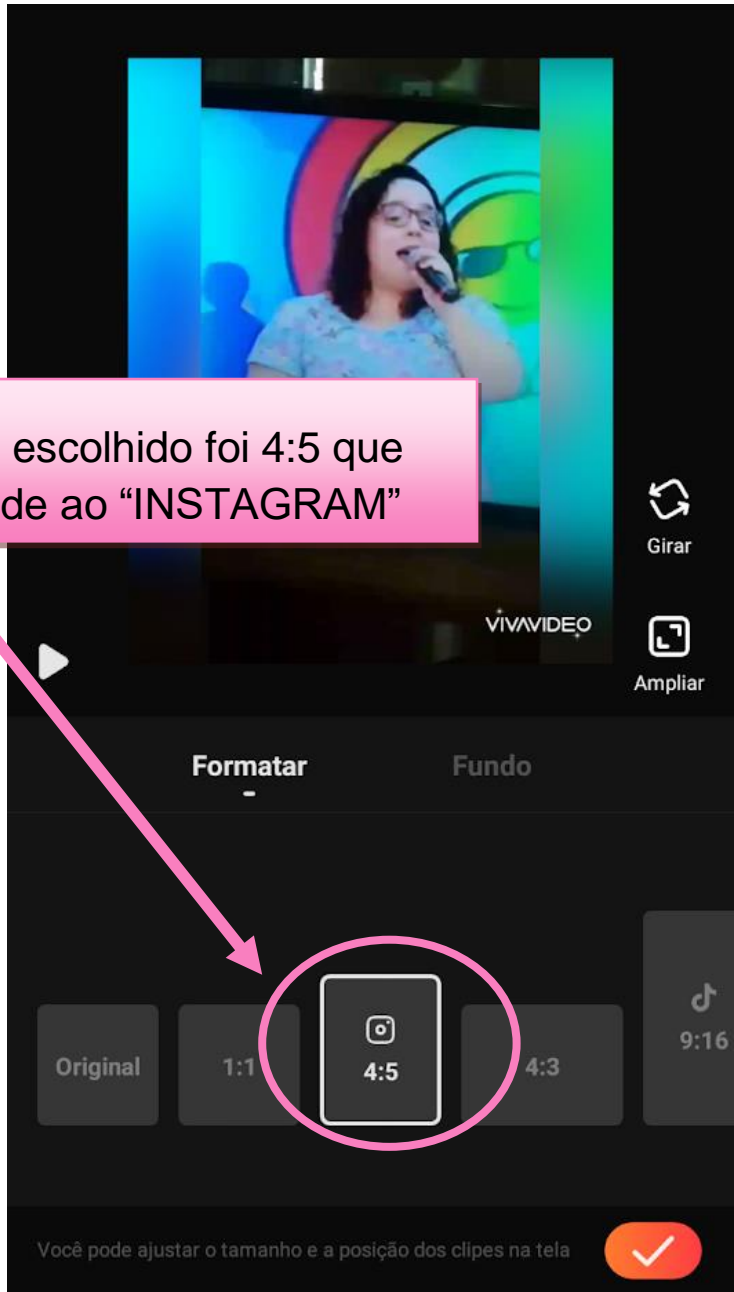 escolhido foi 4:5 que
de ao “INSTAGRAM”
Girar
VIVAVIDEO
Ampliar
Formatar
Fundo
Original
1:1
4:5
4:3
9:16
Você pode ajustar o tamanho e a posição dos clipes na tela